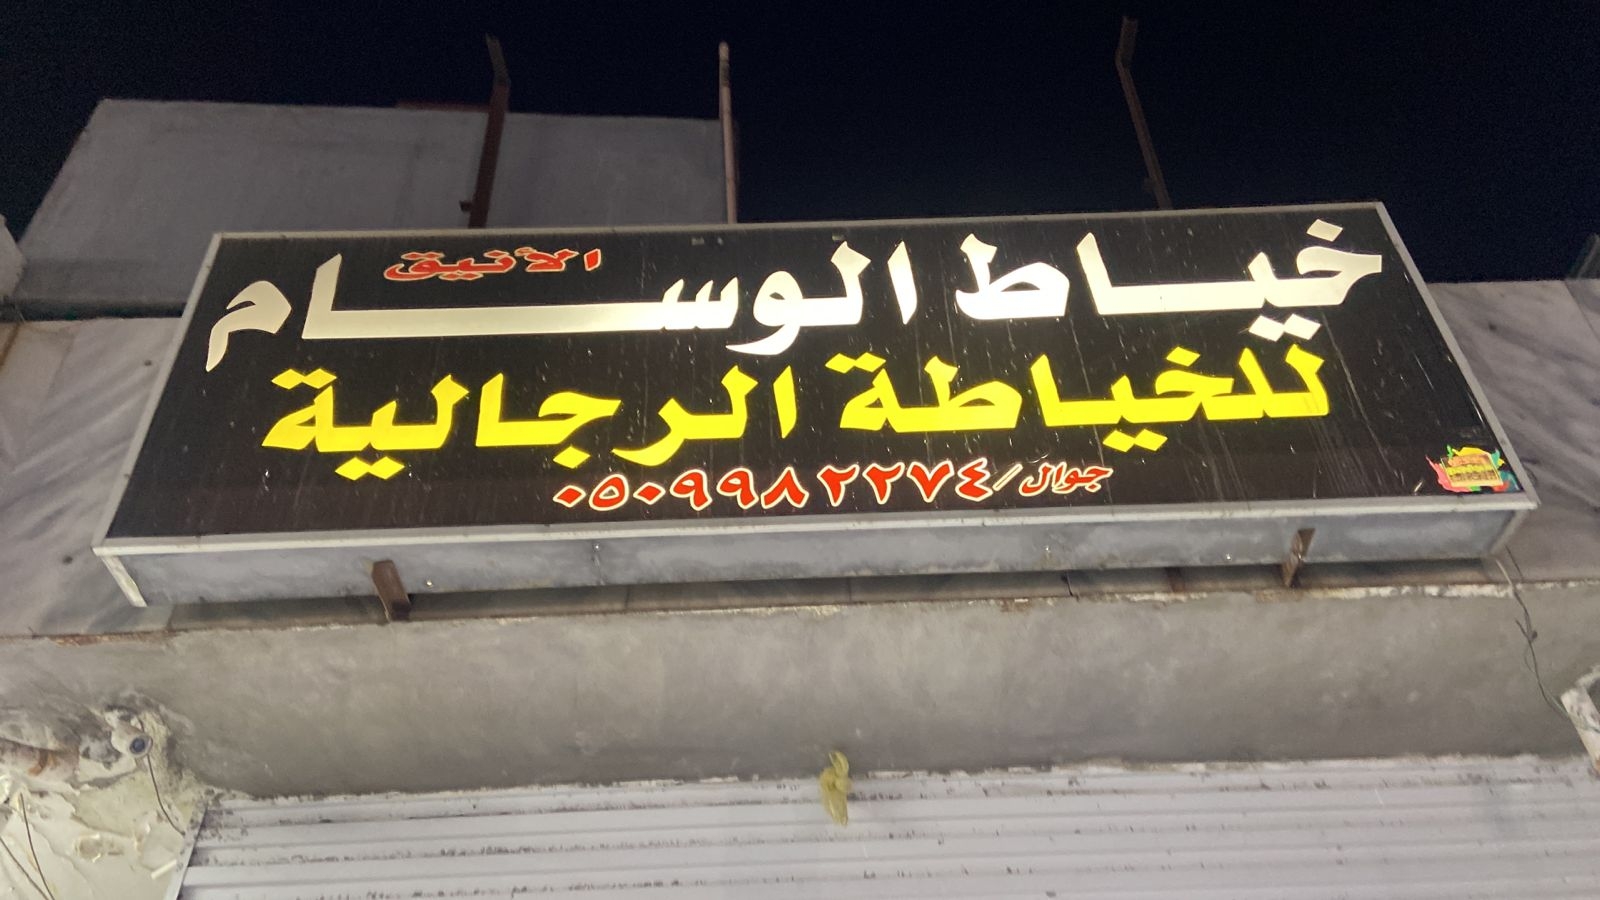 خياط الوسام الأنيق
للخياطة الرجالية
جوال/ ٠٥٠٩٩٨٢٢٧٤